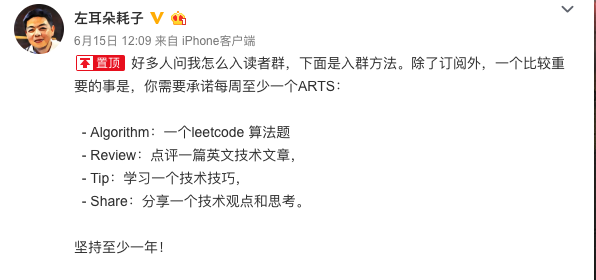 左耳朵耗子
6月15日 12:09 来自 iPhone客户端
置顶 好多人问我怎么入读者群，下面是入群方法。除了订阅外，一个比较重
要的事是，你需要承诺每周至少一个ARTS：
- Algorithm：一个leetcode 算法题
- Review：点评一篇英文技术文章，
- Tip：学习一个技术技巧，
- Share：分享一个技术观点和思考。
坚持至少一年！